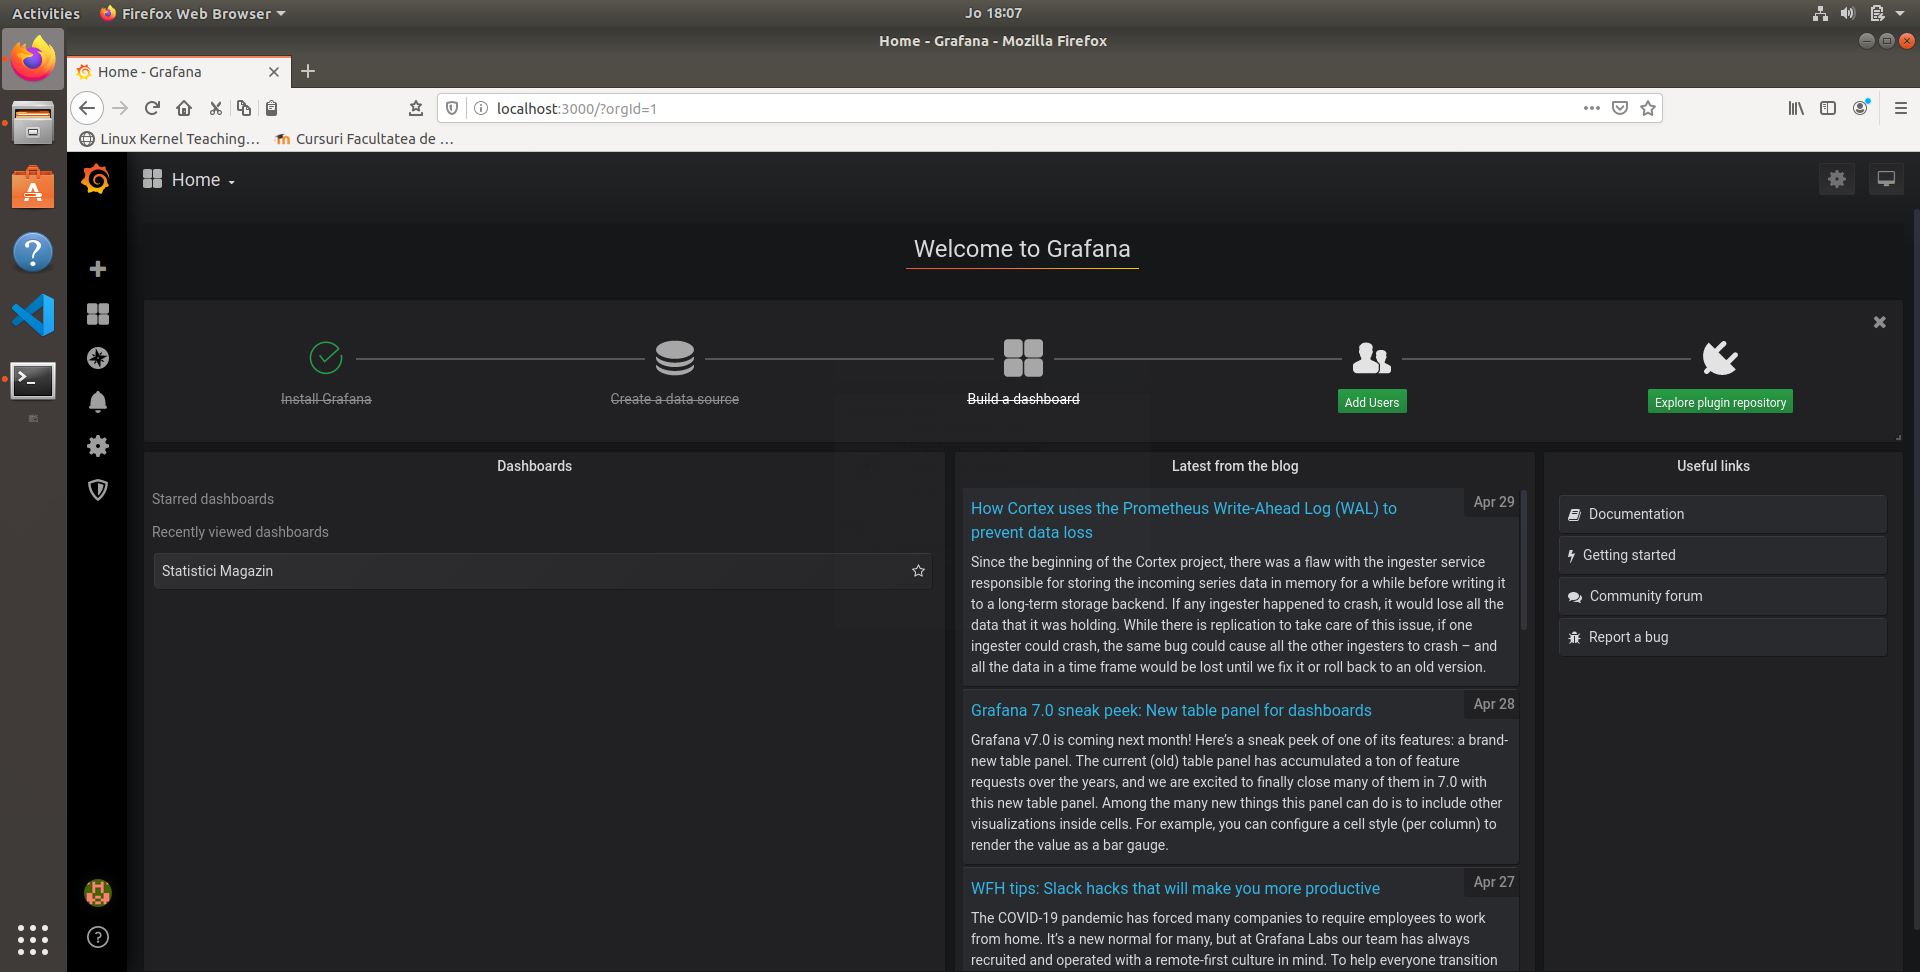 Activities
Firefox Web Browser
Jo 18:07
Home - Grafana - Mozilla Firefox
Home - Grafana
localhost:3000/?orgId=1
Linux Kernel Teaching…
Cursuri Facultatea de …
Home
Welcome to Grafana
Install Grafana
Create a data source
Build a dashboard
Add Users
Explore plugin repository
Dashboards
Starred dashboards
Recently viewed dashboards
Statistici Magazin
Latest from the blog
How Cortex uses the Prometheus Write-Ahead Log (WAL) to
prevent data loss
Apr 29
Since the beginning of the Cortex project, there was a flaw with the ingester service
responsible for storing the incoming series data in memory for a while before writing it
to a long-term storage backend. If any ingester happened to crash, it would lose all the
data that it was holding. While there is replication to take care of this issue, if one
ingester could crash, the same bug could cause all the other ingesters to crash – and
all the data in a time frame would be lost until we fix it or roll back to an old version.
Grafana 7.0 sneak peek: New table panel for dashboards
Apr 28
Grafana v7.0 is coming next month! Here’s a sneak peek of one of its features: a brand-
new table panel. The current (old) table panel has accumulated a ton of feature
requests over the years, and we are excited to finally close many of them in 7.0 with
this new table panel. Among the many new things this panel can do is to include other
visualizations inside cells. For example, you can configure a cell style (per column) to
render the value as a bar gauge.
WFH tips: Slack hacks that will make you more productive
Apr 27
The COVID-19 pandemic has forced many companies to require employees to work
from home. It’s a new normal for many, but at Grafana Labs our team has always
recruited and operated with a remote-first culture in mind. To help everyone transition
Useful links
Documentation
Getting started
Community forum
Report a bug